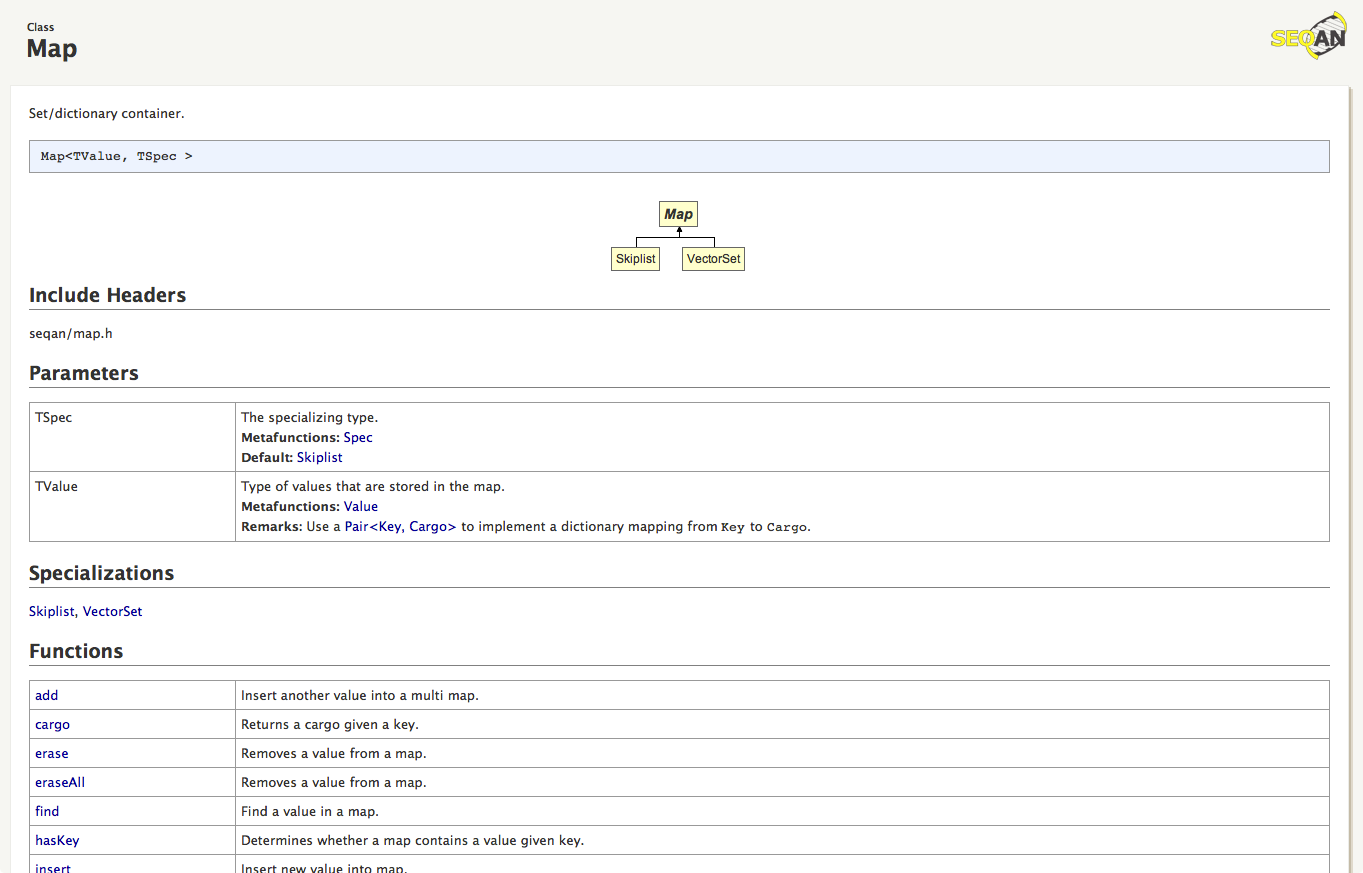 Class
Map
SEQAN
Set/dictionary container.
Map<TValue, TSpec >
Map
Skiplist VectorSet
Include Headers
seqan/map.h
Parameters
TSpec The specializing type.
Metafunctions: Spec
Default: Skiplist
TValue Type of values that are stored in the map.
Metafunctions: Value
Remarks: Use a Pair<Key, Cargo> to implement a dictionary mapping from Key to Cargo.
Specializations
Skiplist, VectorSet
Functions
add Insert another value into a multi map.
cargo Returns a cargo given a key.
erase Removes a value from a map.
eraseAll Removes a value from a map.
find Find a value in a map.
hasKey Determines whether a map contains a value given key.
insert Insert new value into map.